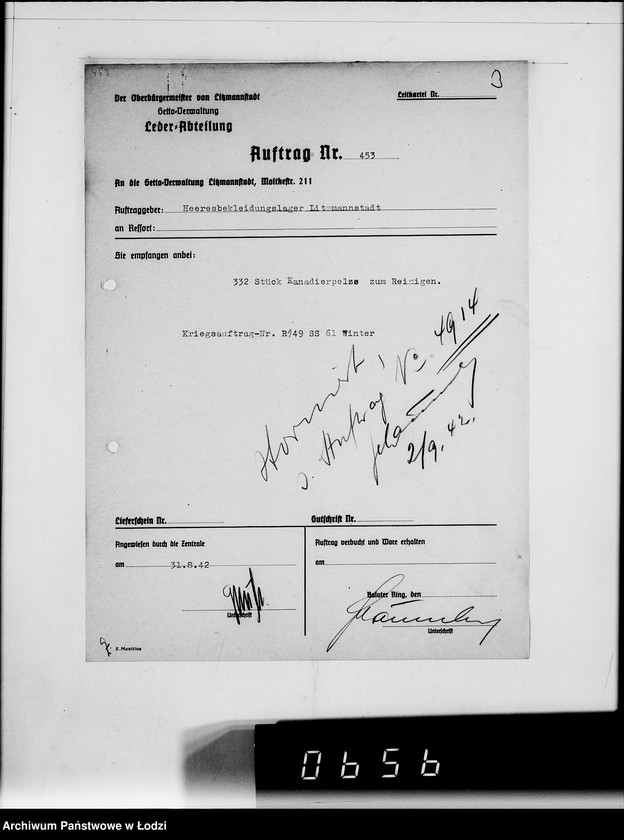 453
3
Der Oberbürgermeister von Litzmannstadt
Getto-Verwaltung
Leder-Abteilung
Leitkartei Nr.
Auftrag Nr. 453
An die Getto-Verwaltung Litzmannstadt, Moltkestr. 211
Auftraggeber: Heeresbekleidungslager Litzmannstadt
an Ressort:
Sie empfangen anbei:
332 Stück Kanadierpelze zum Reinigen.
Kriegsauftrag-Nr. R/49 SS 61 Winter
Auftrag No. 4914
2/9. 42.
Lieferschein Nr.
Gutschrift Nr.
Angewiesen durch die Zentrale
am 31.8.42
Unterschrift
Auftrag verbucht und Ware erhalten
am
Baluter Ring, den
Unterschrift
S. Manitius
0656
Archiwum Państwowe w Łodzi